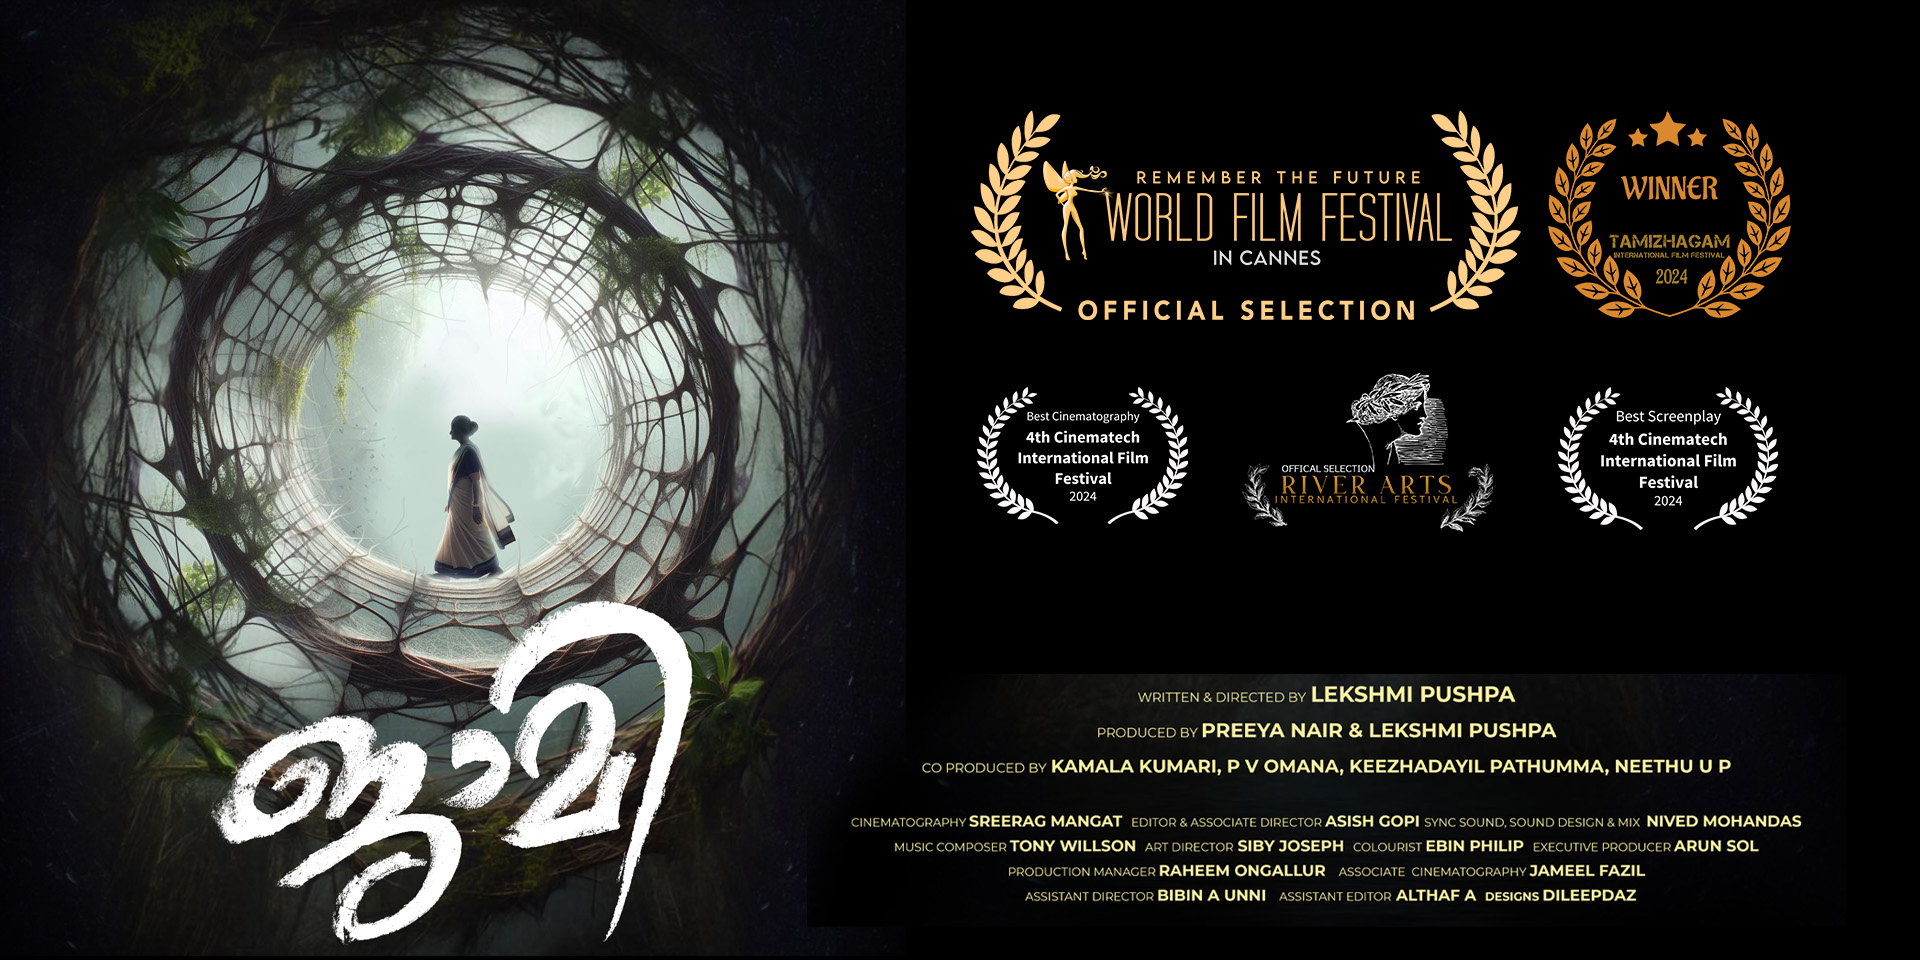 ജാമി
REMEMBER THE FUTURE
WORLD FILM FESTIVAL
IN CANNES
OFFICIAL SELECTION
WINNER
TAMIZHAGAM
INTERNATIONAL FILM FESTIVAL
2024
Best Cinematography
4th Cinematech
International Film
Festival
2024
OFFICAL SELECTION
RIVER ARTS
INTERNATIONAL FESTIVAL
Best Screenplay
4th Cinematech
International Film
Festival
2024
WRITTEN & DIRECTED BY LEKSHMI PUSHPA
PRODUCED BY PREEYA NAIR & LEKSHMI PUSHPA
CO PRODUCED BY KAMALA KUMARI, P V OMANA, KEEZHADAYIL PATHUMMA, NEETHU U P
CINEMATOGRAPHY SREERAG MANGAT EDITOR & ASSOCIATE DIRECTOR ASISH GOPI SYNC SOUND, SOUND DESIGN & MIX NIVED MOHANDAS
MUSIC COMPOSER TONY WILLSON ART DIRECTOR SIBY JOSEPH COLOURIST EBIN PHILIP EXECUTIVE PRODUCER ARUN SOL
PRODUCTION MANAGER RAHEEM ONGALLUR ASSOCIATE CINEMATOGRAPHY JAMEEL FAZIL
ASSISTANT DIRECTOR BIBIN A UNNI ASSISTANT EDITOR ALTHAF A DESIGNS DILEEPDAZ